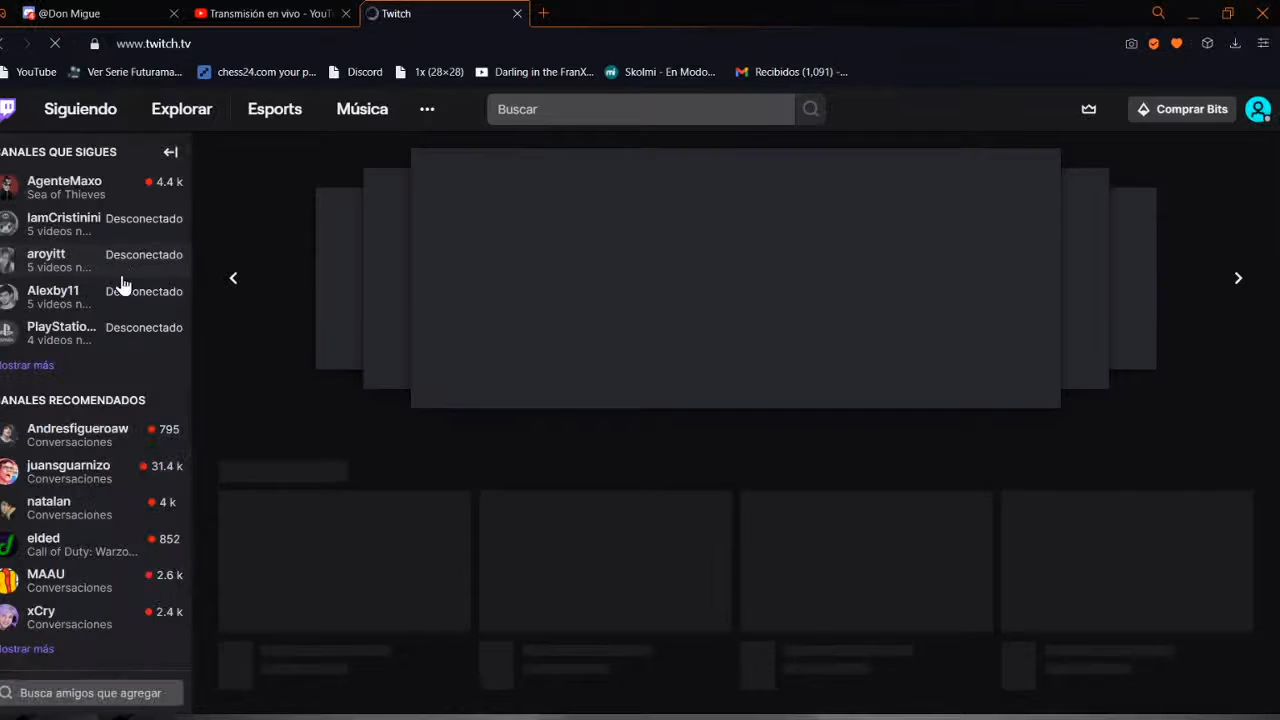 @Don Migue
Transmisión en vivo - YouT
Twitch
www.twitch.tv
YouTube
Ver Serie Futurama...
chess24.com your p...
Discord
1x (28×28)
Darling in the FranX...
Skolmi - En Modo...
Recibidos (1,091) -...
Siguiendo
Explorar
Esports
Música
Buscar
Comprar Bits
ANALES QUE SIGUES
AgenteMaxo
4.4 k
Sea of Thieves
IamCristinini
Desconectado
5 videos n...
aroyitt
Desconectado
5 videos n...
Alexby11
Desconectado
5 videos n...
PlayStatio...
Desconectado
4 videos n...
ostrar más
ANALES RECOMENDADOS
Andresfigueroaw
795
Conversaciones
juansguarnizo
31.4 k
Conversaciones
natalan
4 k
Conversaciones
elded
852
Call of Duty: Warzo...
MAAU
2.6 k
Conversaciones
xCry
2.4 k
Conversaciones
ostrar más
Busca amigos que agregar